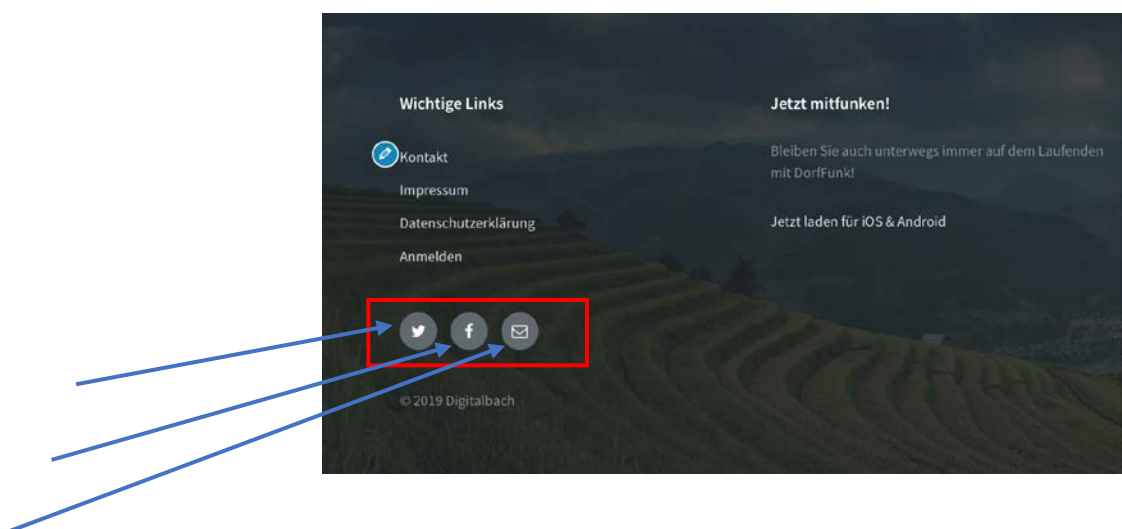 Wichtige Links
Kontakt
Impressum
Datenschutzerklärung
Anmelden
© 2019 Digitalbach
Jetzt mitfunken!
Bleiben Sie auch unterwegs immer auf dem Laufenden
mit DorfFunk!
Jetzt laden für iOS & Android